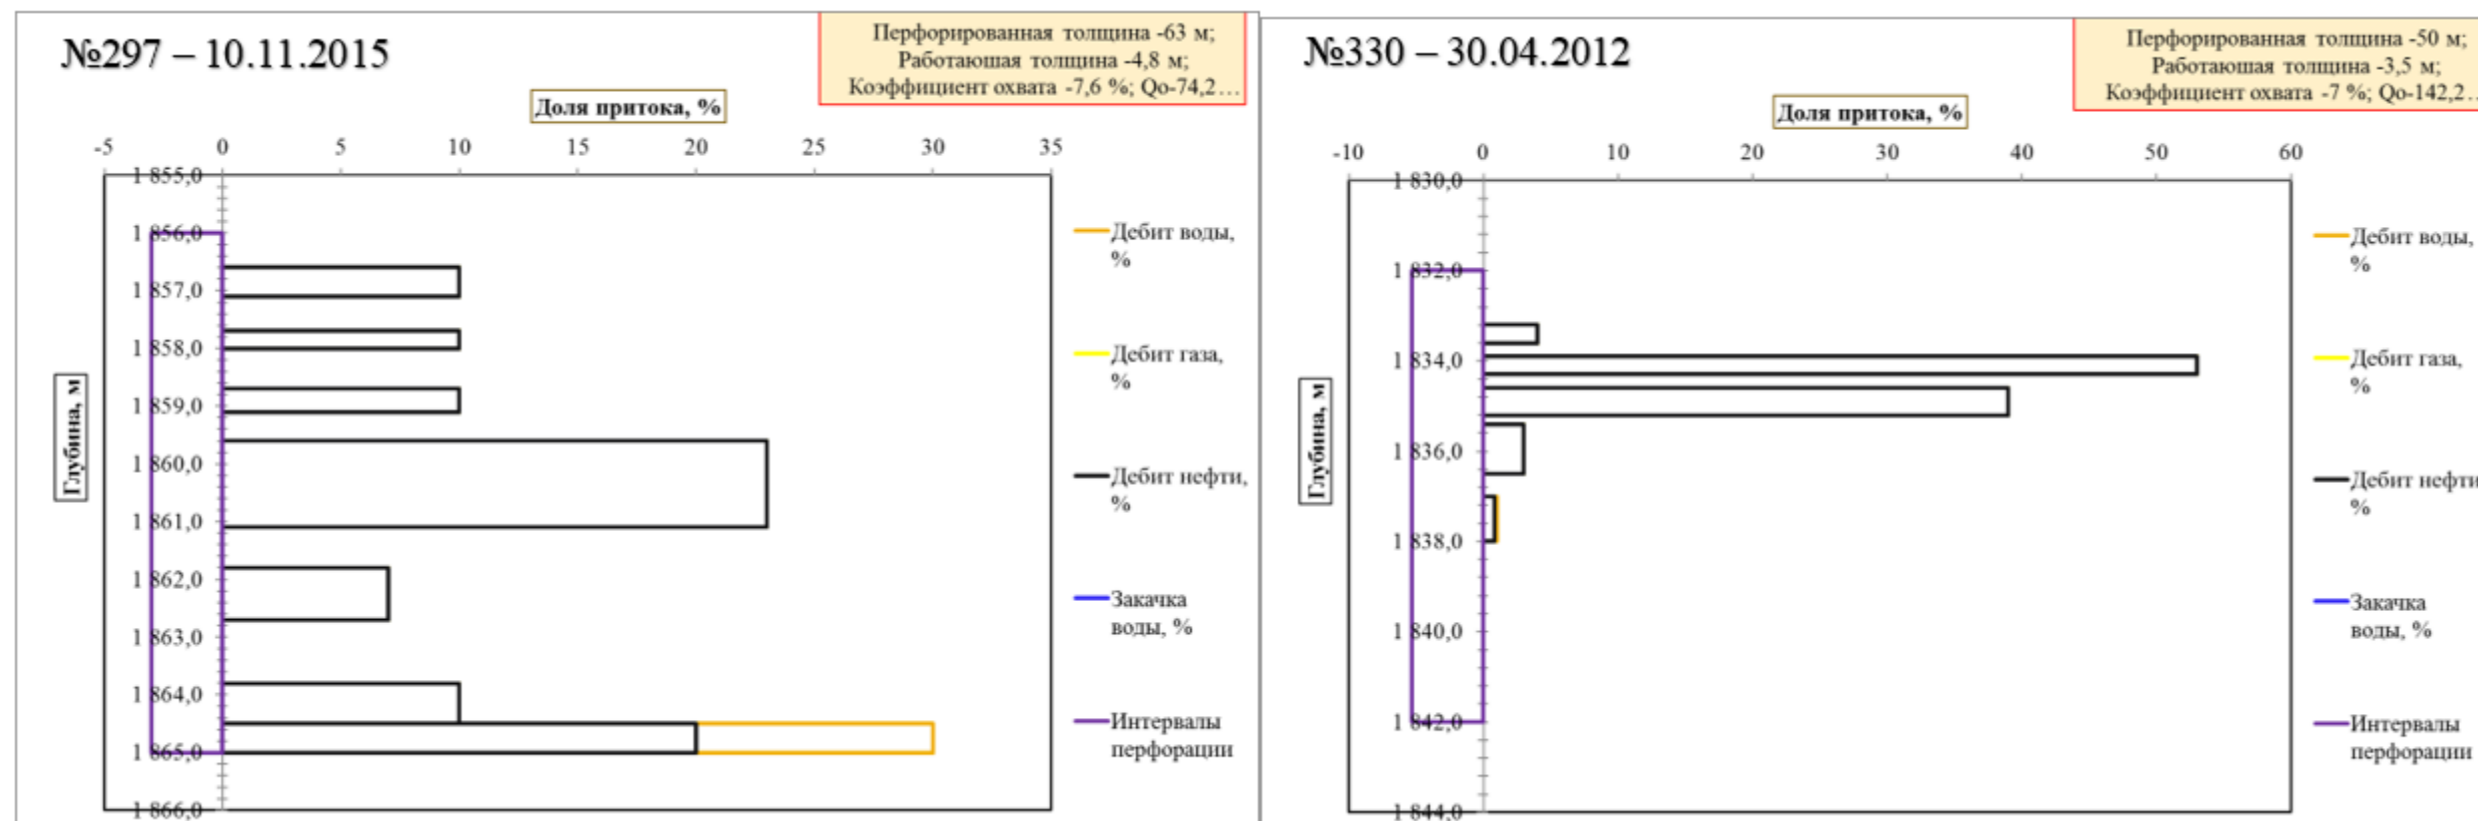 №297 – 10.11.2015
Перфорированная толщина -63 м;
Работаюшая толщина -4,8 м;
Коэффициент охвата -7,6 %; Qо-74,2…
Доля притока, %
-5 0 5 10 15 20 25 30 35
Глубина, м
1 855,0
1 856,0
1 857,0
1 858,0
1 859,0
1 860,0
1 861,0
1 862,0
1 863,0
1 864,0
1 865,0
1 866,0
Дебит воды,
%
Дебит газа,
%
Дебит нефти,
%
Закачка
воды, %
Интервалы
перфорации
№330 – 30.04.2012
Перфорированная толщина -50 м;
Работаюшая толщина -3,5 м;
Коэффициент охвата -7 %; Qо-142,2..
Доля притока, %
-10 0 10 20 30 40 50 60
Глубина, м
1 830,0
1 832,0
1 834,0
1 836,0
1 838,0
1 840,0
1 842,0
1 844,0
Дебит воды,
%
Дебит газа,
%
Дебит нефти
%
Закачка
воды, %
Интервалы
перфорации